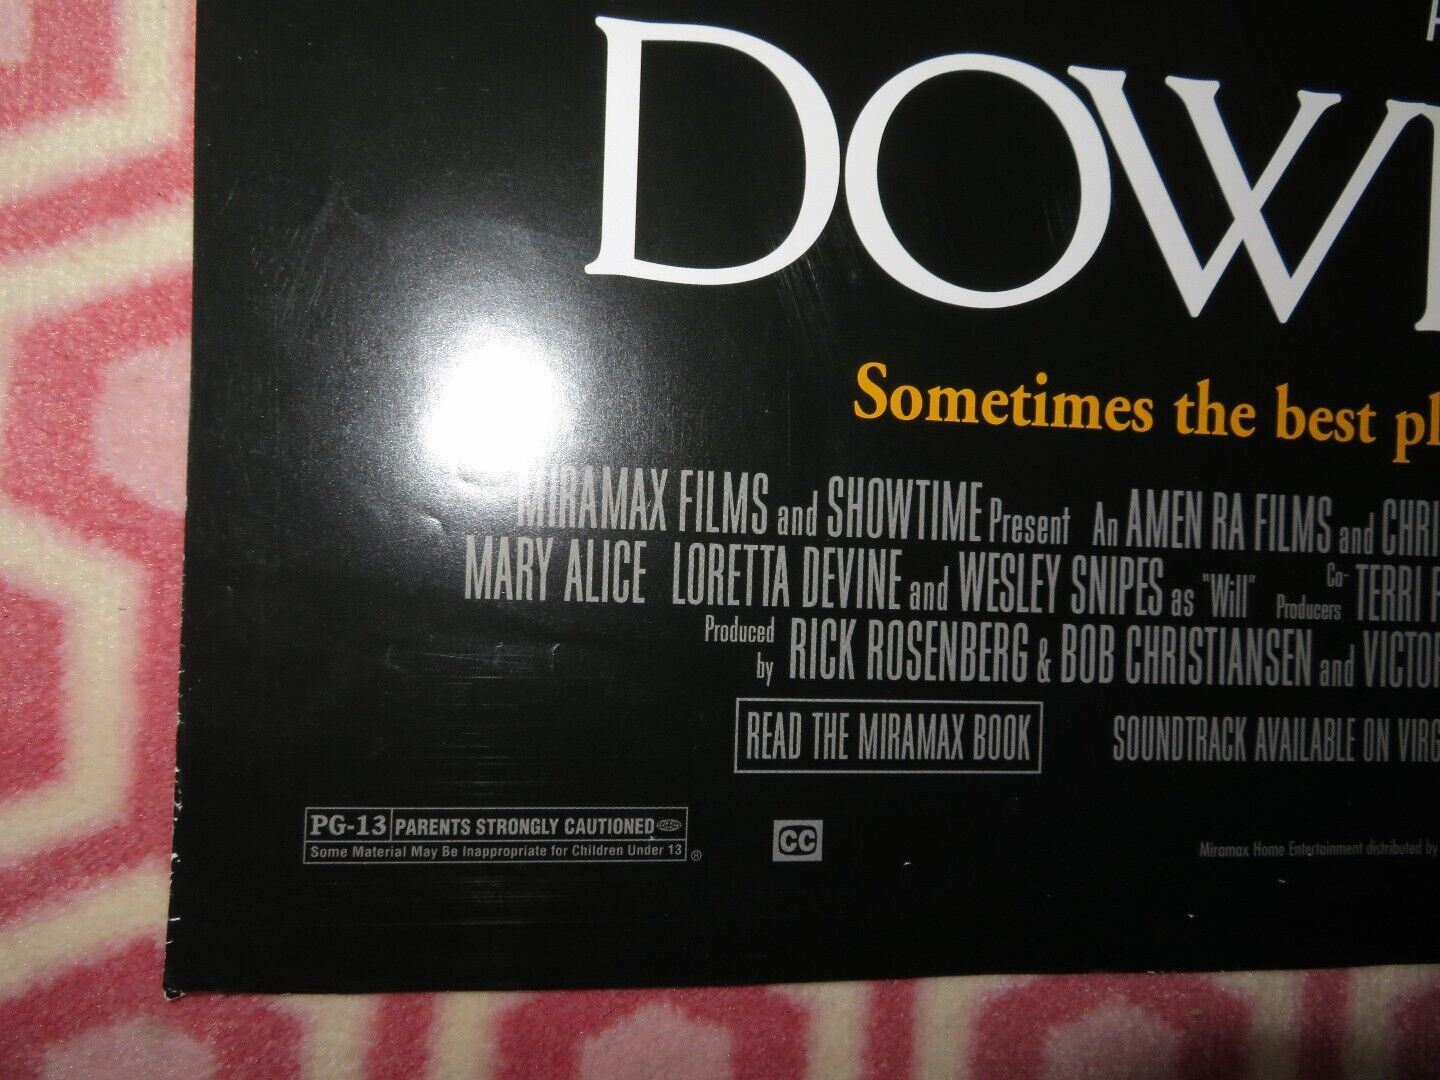 DOW
Sometimes the best pl
MIRAMAX FILMS and SHOWTIME Present An AMEN RA FILMS and CHRI
MARY ALICE LORETTA DEVINE and WESLEY SNIPES as "Will" Co-Producers TERRI F
Produced by RICK ROSENBERG & BOB CHRISTIANSEN and VICTOR
READ THE MIRAMAX BOOK SOUNDTRACK AVAILABLE ON VIRG
PG-13 PARENTS STRONGLY CAUTIONED
Some Material May Be Inappropriate for Children Under 13 ®
CC
Miramax Home Entertainment distributed by